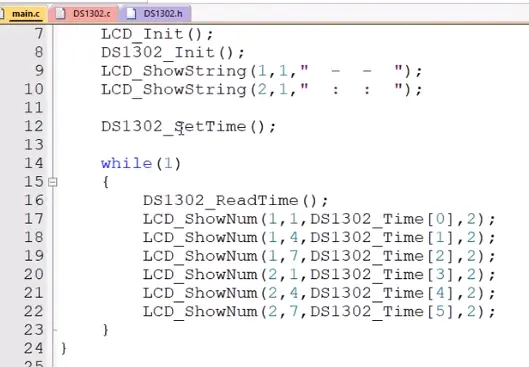 main.c DS1302.c DS1302.h
7 LCD_Init();
8 DS1302_Init();
9 LCD_ShowString(1,1,"  -  -  ");
10 LCD_ShowString(2,1,"  :  :  ");
11
12 DS1302_SetTime();
13
14 while(1)
15 {
16 DS1302_ReadTime();
17 LCD_ShowNum(1,1,DS1302_Time[0],2);
18 LCD_ShowNum(1,4,DS1302_Time[1],2);
19 LCD_ShowNum(1,7,DS1302_Time[2],2);
20 LCD_ShowNum(2,1,DS1302_Time[3],2);
21 LCD_ShowNum(2,4,DS1302_Time[4],2);
22 LCD_ShowNum(2,7,DS1302_Time[5],2);
23 }
24 }
25